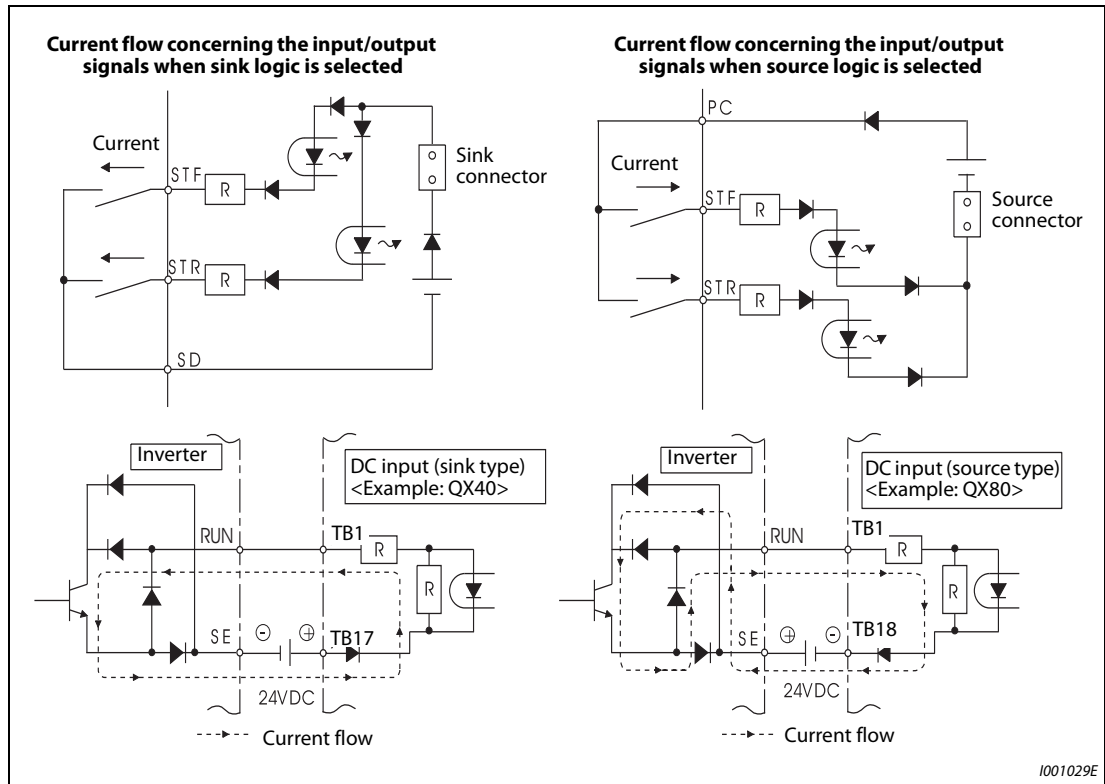 Current flow concerning the input/output
signals when sink logic is selected
Current
STF
R
STR
R
SD
Sink
connector
Current flow concerning the input/output
signals when source logic is selected
PC
Current
STF
R
STR
R
Source
connector
Inverter
DC input (sink type)
<Example: QX40>
RUN
TB1
R
R
SE
⊖ ⊕
TB17
24VDC
Current flow
Inverter
DC input (source type)
<Example: QX80>
RUN
TB1
R
R
SE
⊕ ⊖
TB18
24VDC
Current flow
I001029E